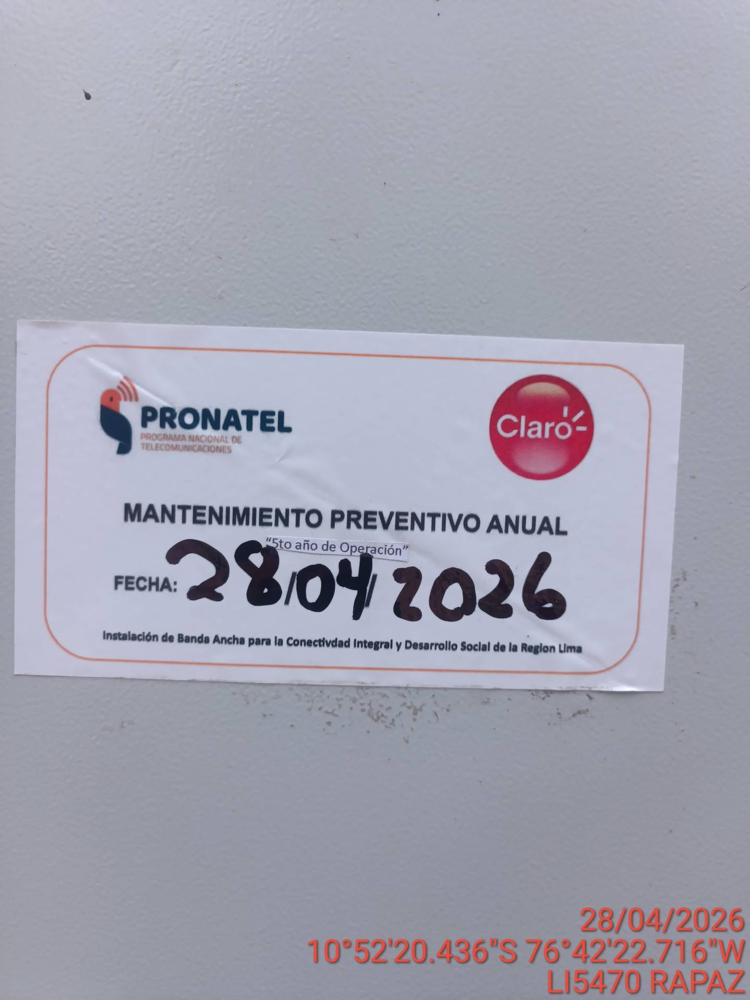 PRONATEL
PROGRAMA NACIONAL DE
TELECOMUNICACIONES
Claro
MANTENIMIENTO PREVENTIVO ANUAL
“5to año de Operación”
FECHA: 28/04/2026
Instalación de Banda Ancha para la Conectivdad Integral y Desarrollo Social de la Region Lima
28/04/2026
10°52'20.436"S 76°42'22.716"W
LI5470 RAPAZ